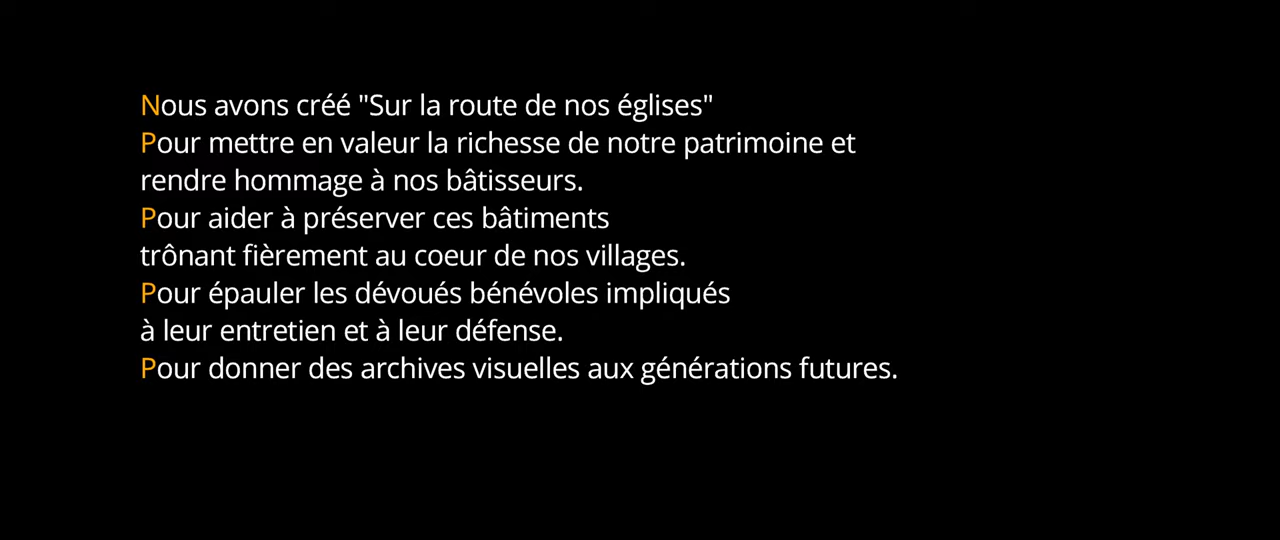 Nous avons créé "Sur la route de nos églises"
Pour mettre en valeur la richesse de notre patrimoine et
rendre hommage à nos bâtisseurs.
Pour aider à préserver ces bâtiments
trônant fièrement au coeur de nos villages.
Pour épauler les dévoués bénévoles impliqués
à leur entretien et à leur défense.
Pour donner des archives visuelles aux générations futures.